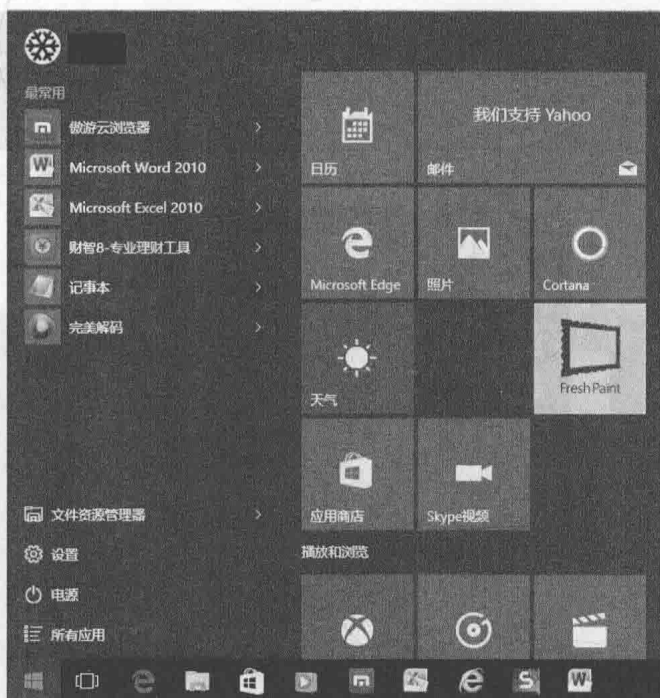 最常用
傲游云浏览器
Microsoft Word 2010
Microsoft Excel 2010
财智8-专业理财工具
记事本
完美解码
文件资源管理器
设置
电源
所有应用
日历
我们支持 Yahoo
邮件
Microsoft Edge
照片
Cortana
天气
Fresh Paint
应用商店
Skype视频
播放和浏览